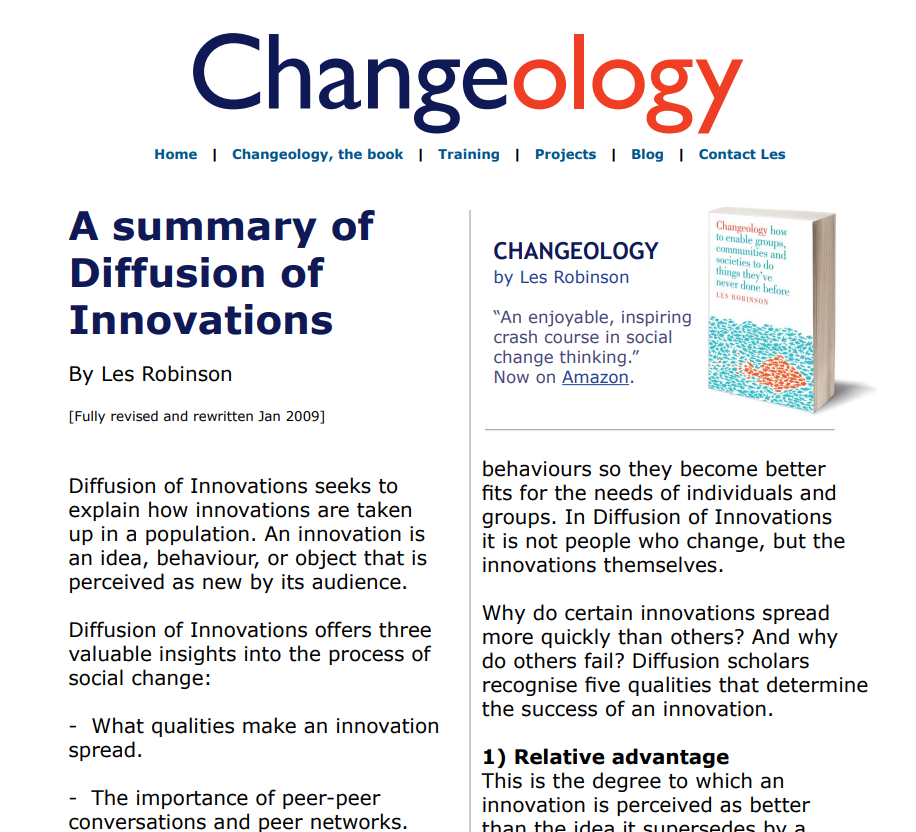 Changeology
Home | Changeology, the book | Training | Projects | Blog | Contact Les
A summary of
Diffusion of
Innovations
By Les Robinson
[Fully revised and rewritten Jan 2009]
Diffusion of Innovations seeks to
explain how innovations are taken
up in a population. An innovation is
an idea, behaviour, or object that is
perceived as new by its audience.
Diffusion of Innovations offers three
valuable insights into the process of
social change:
- What qualities make an innovation
spread.
- The importance of peer-peer
conversations and peer networks.
CHANGEOLOGY
by Les Robinson
“An enjoyable, inspiring
crash course in social
change thinking.”
Now on Amazon.
Changeology how
to enable groups,
communities and
societies to do
things they've
never done before
LES ROBINSON
behaviours so they become better
fits for the needs of individuals and
groups. In Diffusion of Innovations
it is not people who change, but the
innovations themselves.
Why do certain innovations spread
more quickly than others? And why
do others fail? Diffusion scholars
recognise five qualities that determine
the success of an innovation.
1) Relative advantage
This is the degree to which an
innovation is perceived as better
than the idea it supersedes by a